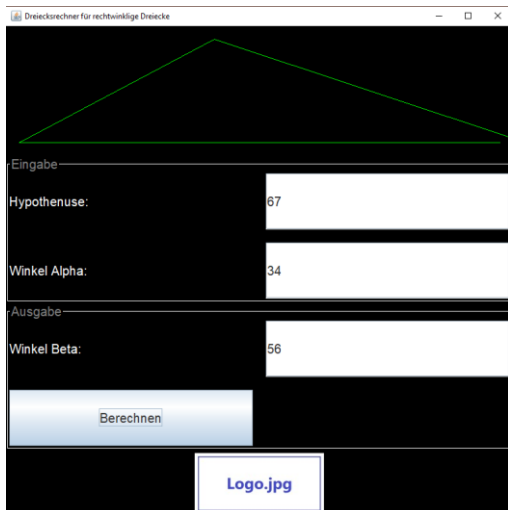 Dreiecksrechner für rechtwinklige Dreiecke
Eingabe
Hypothenuse:
67
Winkel Alpha:
34
Ausgabe
Winkel Beta:
56
Berechnen
Logo.jpg